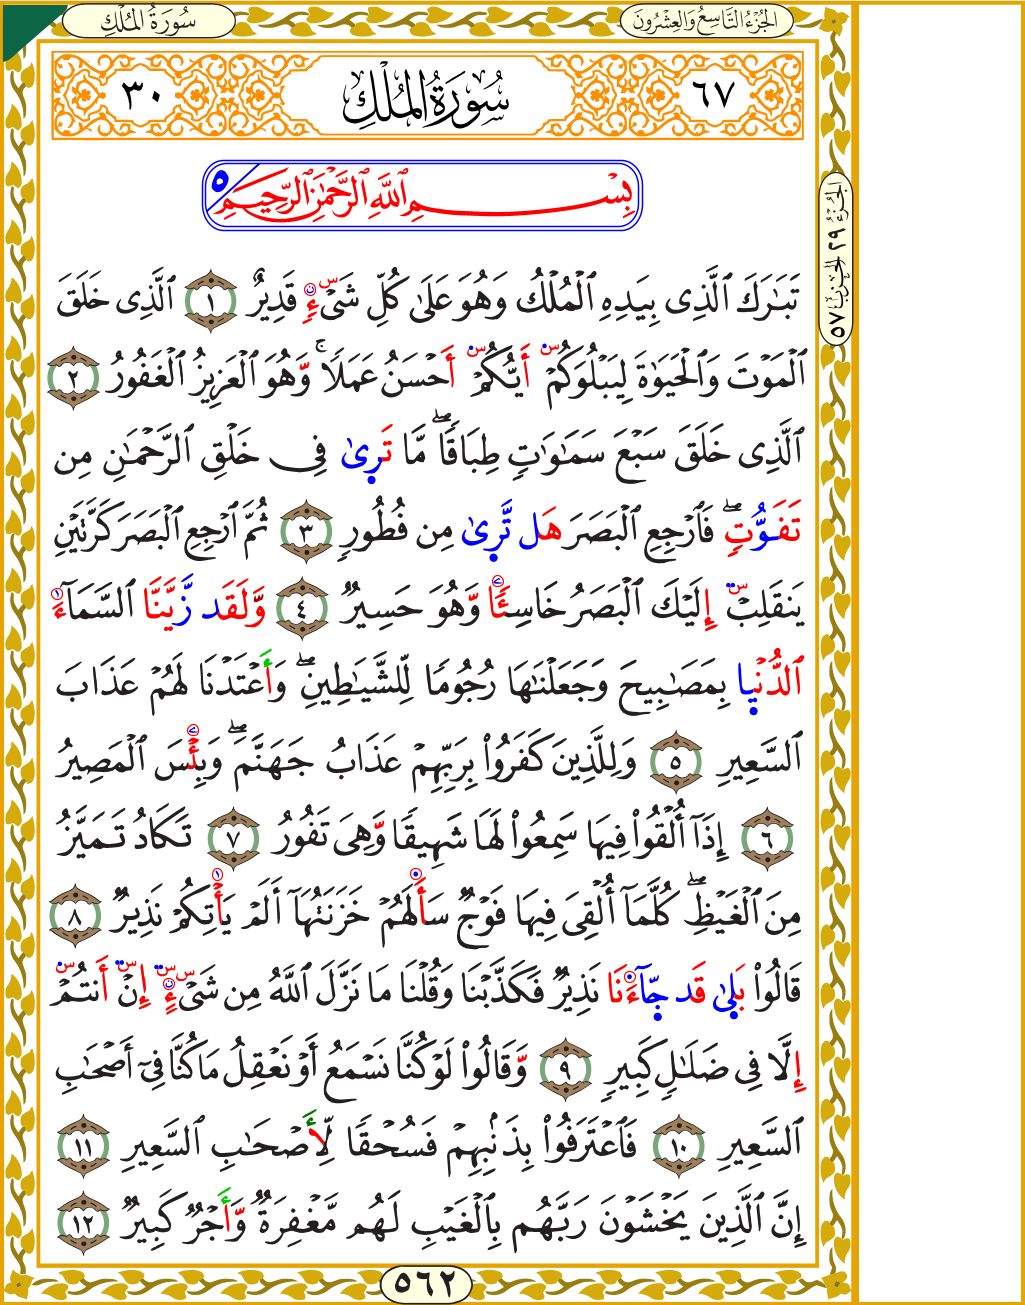 سُورَةُ المُلْكِ
الجُزْءُ التَّاسِعُ وَالعِشْرُونَ
٣٠ سُورَةُ المُلْكِ ٦٧
بِسْمِ ٱللَّهِ ٱلرَّحْمَٰنِ ٱلرَّحِيمِ ٥
الجُزْءُ ٢٩ الحِزْبُ ٥٧
تَبَٰرَكَ ٱلَّذِى بِيَدِهِ ٱلْمُلْكُ وَهُوَ عَلَىٰ كُلِّ شَىْءٍ قَدِيرٌ ١ ٱلَّذِى خَلَقَ
ٱلْمَوْتَ وَٱلْحَيَوٰةَ لِيَبْلُوَكُمْ أَيُّكُمْ أَحْسَنُ عَمَلًا ۚ وَّهُوَ ٱلْعَزِيزُ ٱلْغَفُورُ ٢
ٱلَّذِى خَلَقَ سَبْعَ سَمَٰوَٰتٍ طِبَاقًا ۖ مَّا تَرِىٰ فِى خَلْقِ ٱلرَّحْمَٰنِ مِن
تَفَوُّتٍ ۖ فَٱرْجِعِ ٱلْبَصَرَ هَل تَّرِىٰ مِن فُطُورٍ ٣ ثُمَّ ٱرْجِعِ ٱلْبَصَرَ كَرَّتَيْنِ
يَنقَلِبْ إِلَيْكَ ٱلْبَصَرُ خَاسِئًا وَّهُوَ حَسِيرٌ ٤ وَّلَقَد زَّيَّنَّا ٱلسَّمَآءَ
ٱلدُّنْيِا بِمَصَٰبِيحَ وَجَعَلْنَٰهَا رُجُومًا لِّلشَّيَٰطِينِ ۖ وَأَعْتَدْنَا لَهُمْ عَذَابَ
ٱلسَّعِيرِ ٥ وَلِلَّذِينَ كَفَرُوا۟ بِرَبِّهِمْ عَذَابُ جَهَنَّمَ ۖ وَبِئْسَ ٱلْمَصِيرُ
٦ إِذَآ أُلْقُوا۟ فِيهَا سَمِعُوا۟ لَهَا شَهِيقًا وَّهِىَ تَفُورُ ٧ تَكَادُ تَمَيَّزُ
مِنَ ٱلْغَيْظِ ۖ كُلَّمَآ أُلْقِىَ فِيهَا فَوْجٌ سَأَلَهُمْ خَزَنَتُهَآ أَلَمْ يَأْتِكُمْ نَذِيرٌ ٨
قَالُوا۟ بَلِىٰ قَد جِّآءَنَا نَذِيرٌ فَكَذَّبْنَا وَقُلْنَا مَا نَزَّلَ ٱللَّهُ مِن شَىْءٍ إِنْ أَنتُمْ
إِلَّا فِى ضَلَٰلٍ كَبِيرٍ ٩ وَّقَالُوا۟ لَوْ كُنَّا نَسْمَعُ أَوْ نَعْقِلُ مَا كُنَّا فِىٓ أَصْحَٰبِ
ٱلسَّعِيرِ ١٠ فَٱعْتَرَفُوا۟ بِذَنۢبِهِمْ فَسُحْقًا لِّأَصْحَٰبِ ٱلسَّعِيرِ ١١
إِنَّ ٱلَّذِينَ يَخْشَوْنَ رَبَّهُم بِٱلْغَيْبِ لَهُم مَّغْفِرَةٌ وَّأَجْرٌ كَبِيرٌ ١٢
٥٦٢